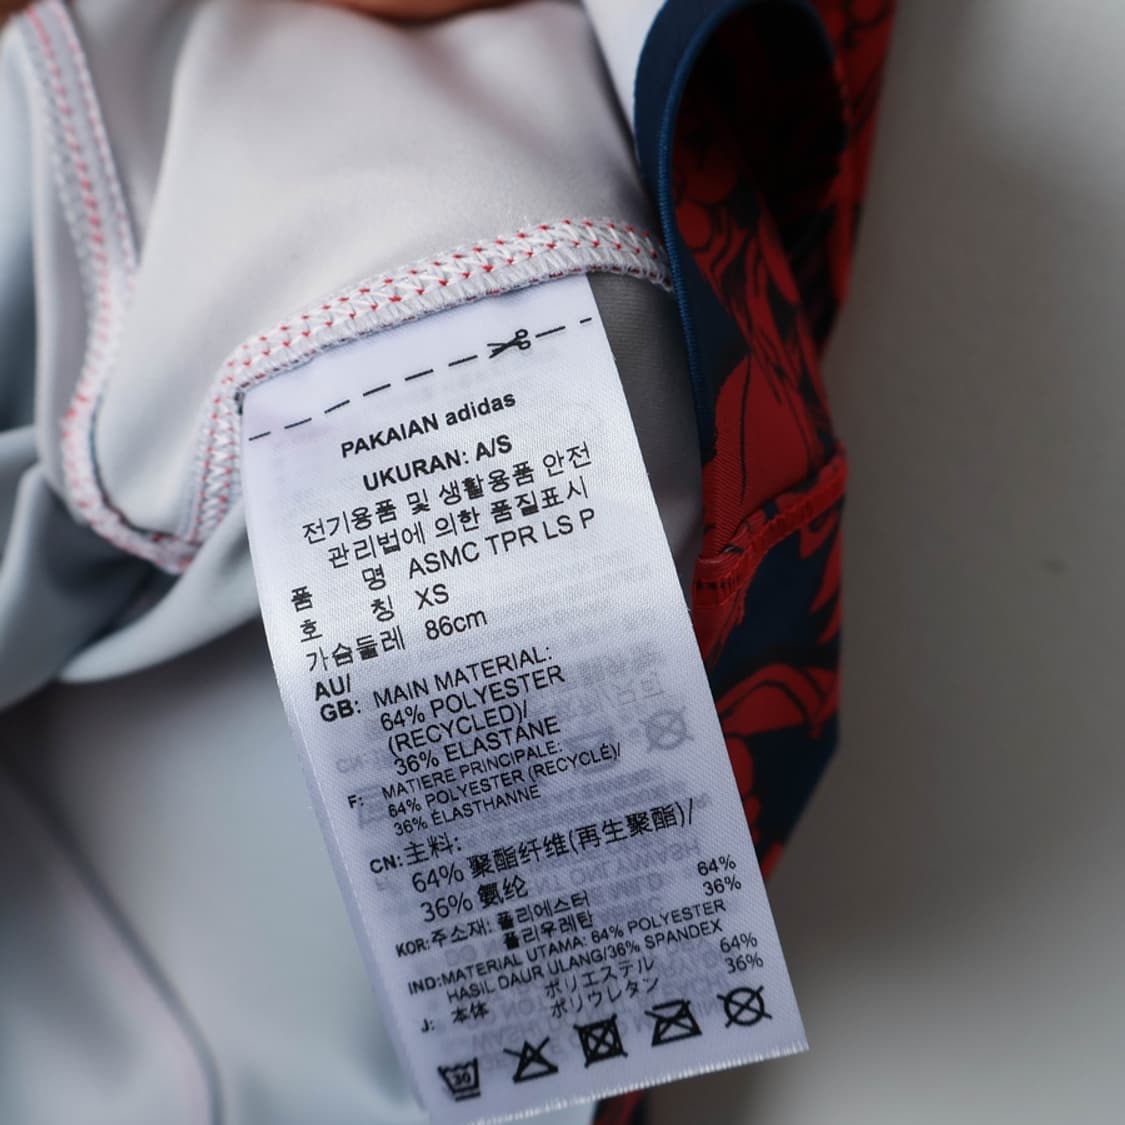 PAKAIAN adidas
UKURAN: A/S
전기용품 및 생활용품 안전
관리법에 의한 품질표시
품 명 ASMC TPR LS P
호 칭 XS
가슴둘레 86cm
AU/
GB: MAIN MATERIAL:
64% POLYESTER
(RECYCLED)/
36% ELASTANE
F: MATIERE PRINCIPALE:
64% POLYESTER (RECYCLÉ)/
36% ÉLASTHANNE
CN: 主料:
64% 聚酯纤维(再生聚酯)/
36% 氨纶
KOR: 주소재: 폴리에스터 64%
폴리우레탄 36%
IND: MATERIAL UTAMA: 64% POLYESTER
HASIL DAUR ULANG/36% SPANDEX
J: 本体 ポリエステル 64%
ポリウレタン 36%
30